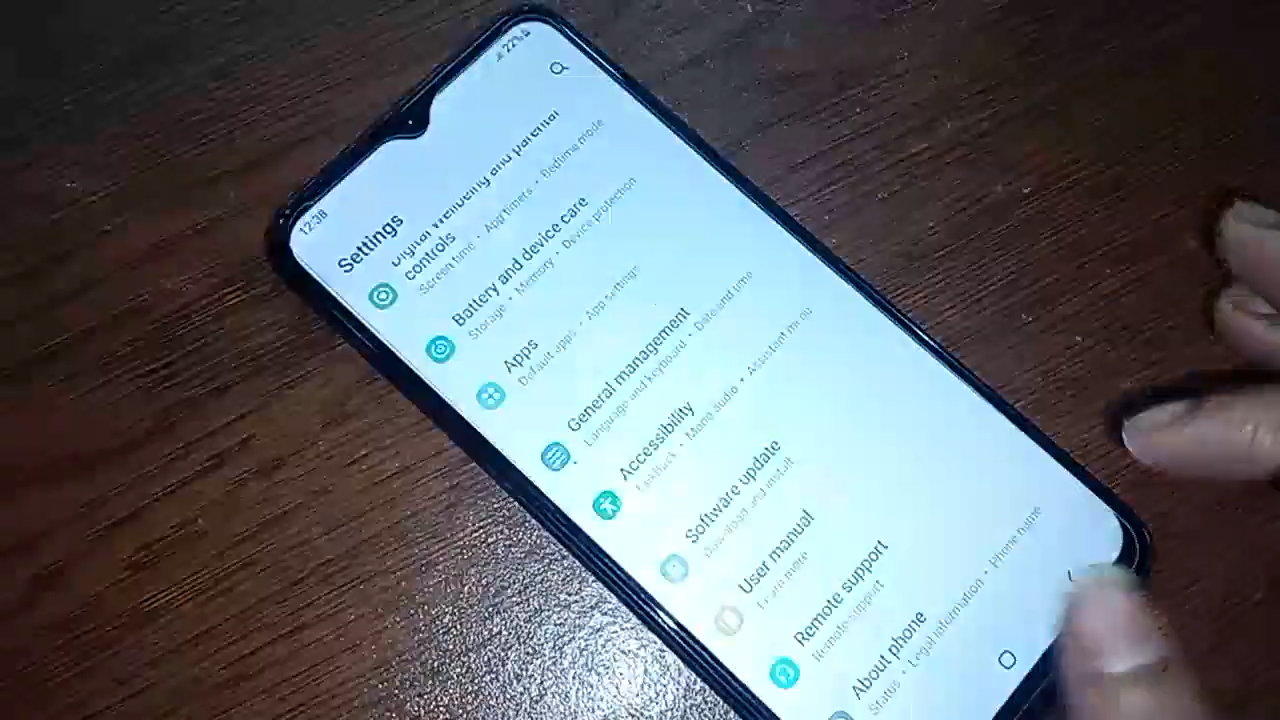 12:38
22%
Settings
controls
Screen time • App timers • Bedtime mode
Battery and device care
Storage • Memory • Device protection
Apps
Default apps • App settings
General management
Language and keyboard • Date and time
Accessibility
TalkBack • Mono audio • Assistant menu
Software update
Download and install
User manual
Learn more
Remote support
Remote support
About phone
Status • Legal information • Phone name